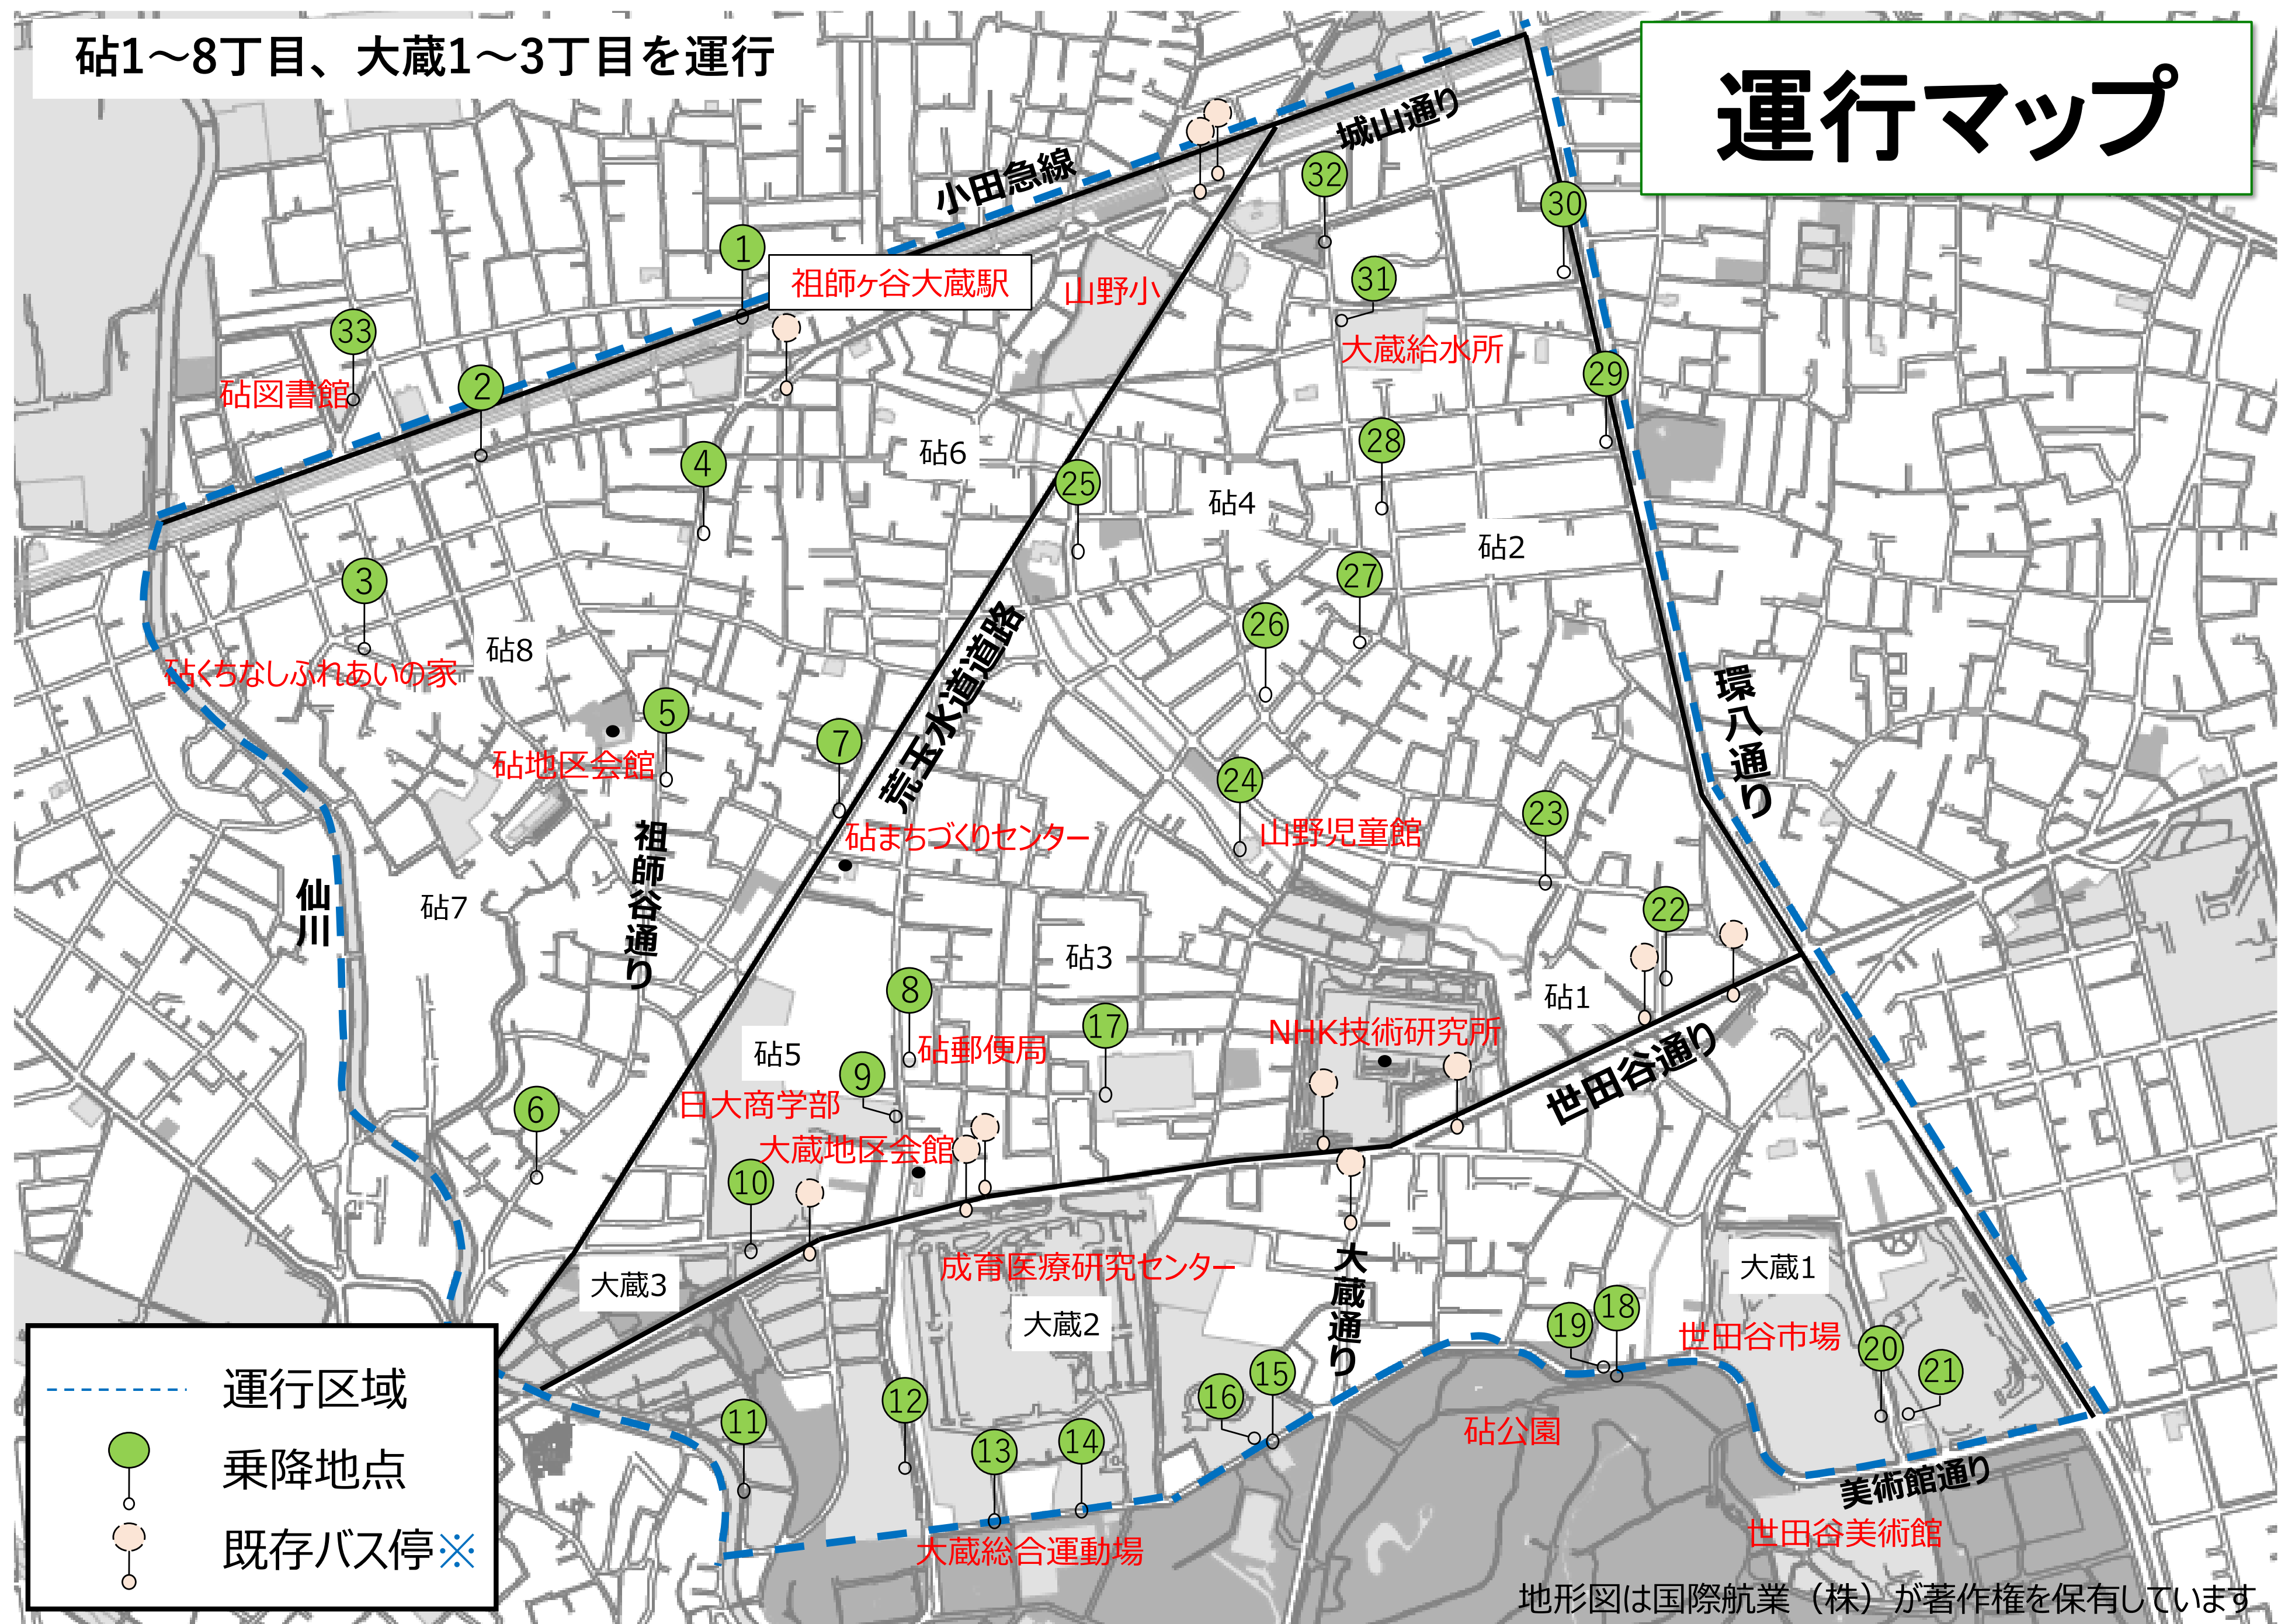 砧1～8丁目、大蔵1～3丁目を運行
運行マップ
城山通り
小田急線
32
30
1
祖師ヶ谷大蔵駅
山野小
31
33
大蔵給水所
2
砧図書館
29
砧6
28
4
25
砧4
砧2
3
27
26
砧8
砧くちなしふれあいの家
荒玉水道道路
環八通り
5
7
砧地区会館
24
23
砧まちづくりセンター
山野児童館
祖師谷通り
仙川
砧7
22
砧3
砧1
8
17
NHK技術研究所
砧5
砧郵便局
世田谷通り
9
日大商学部
6
大蔵地区会館
10
成育医療研究センター
大蔵3
大蔵1
大蔵通り
大蔵2
18
19
世田谷市場
20
21
15
16
12
11
砧公園
14
13
美術館通り
世田谷美術館
大蔵総合運動場
運行区域
乗降地点
既存バス停※
地形図は国際航業（株）が著作権を保有しています